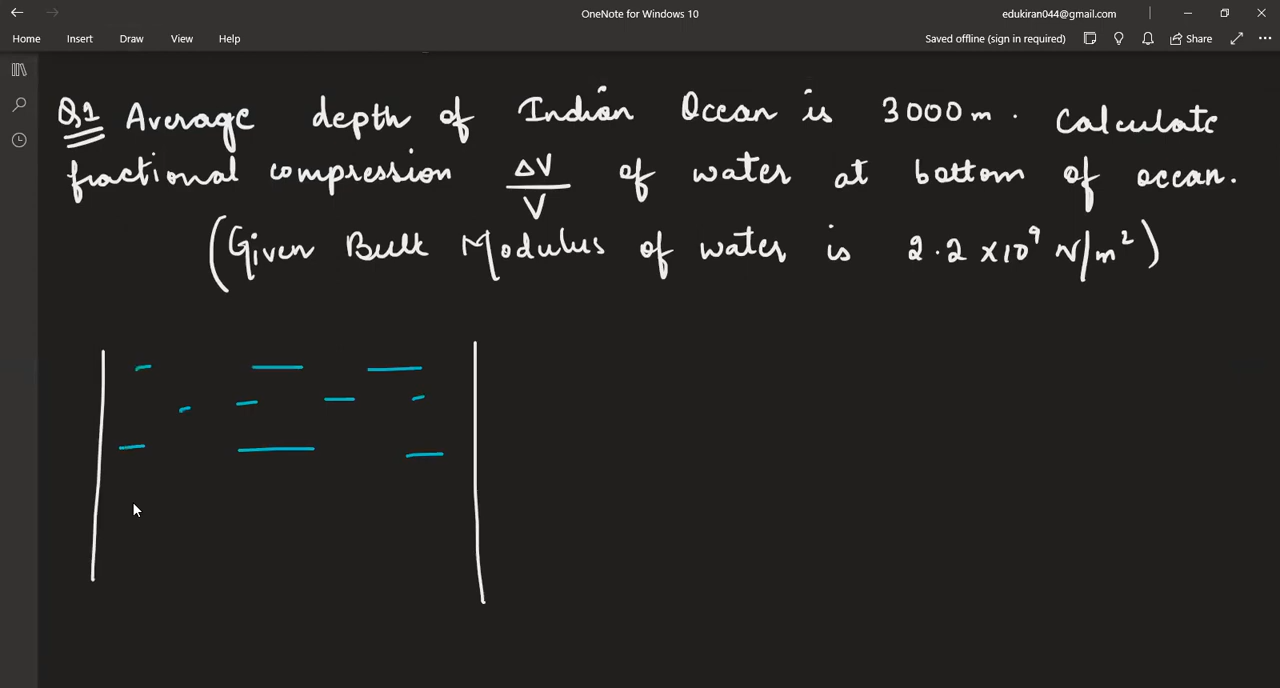 OneNote for Windows 10
edukiran044@gmail.com
Home Insert Draw View Help
Saved offline (sign in required) Share
Q1 Average depth of Indian Ocean is 3000m. Calculate
fractional compression ΔV/V of water at bottom of ocean.
(Given Bulk Modulus of water is 2.2 x10⁹ N/m²)